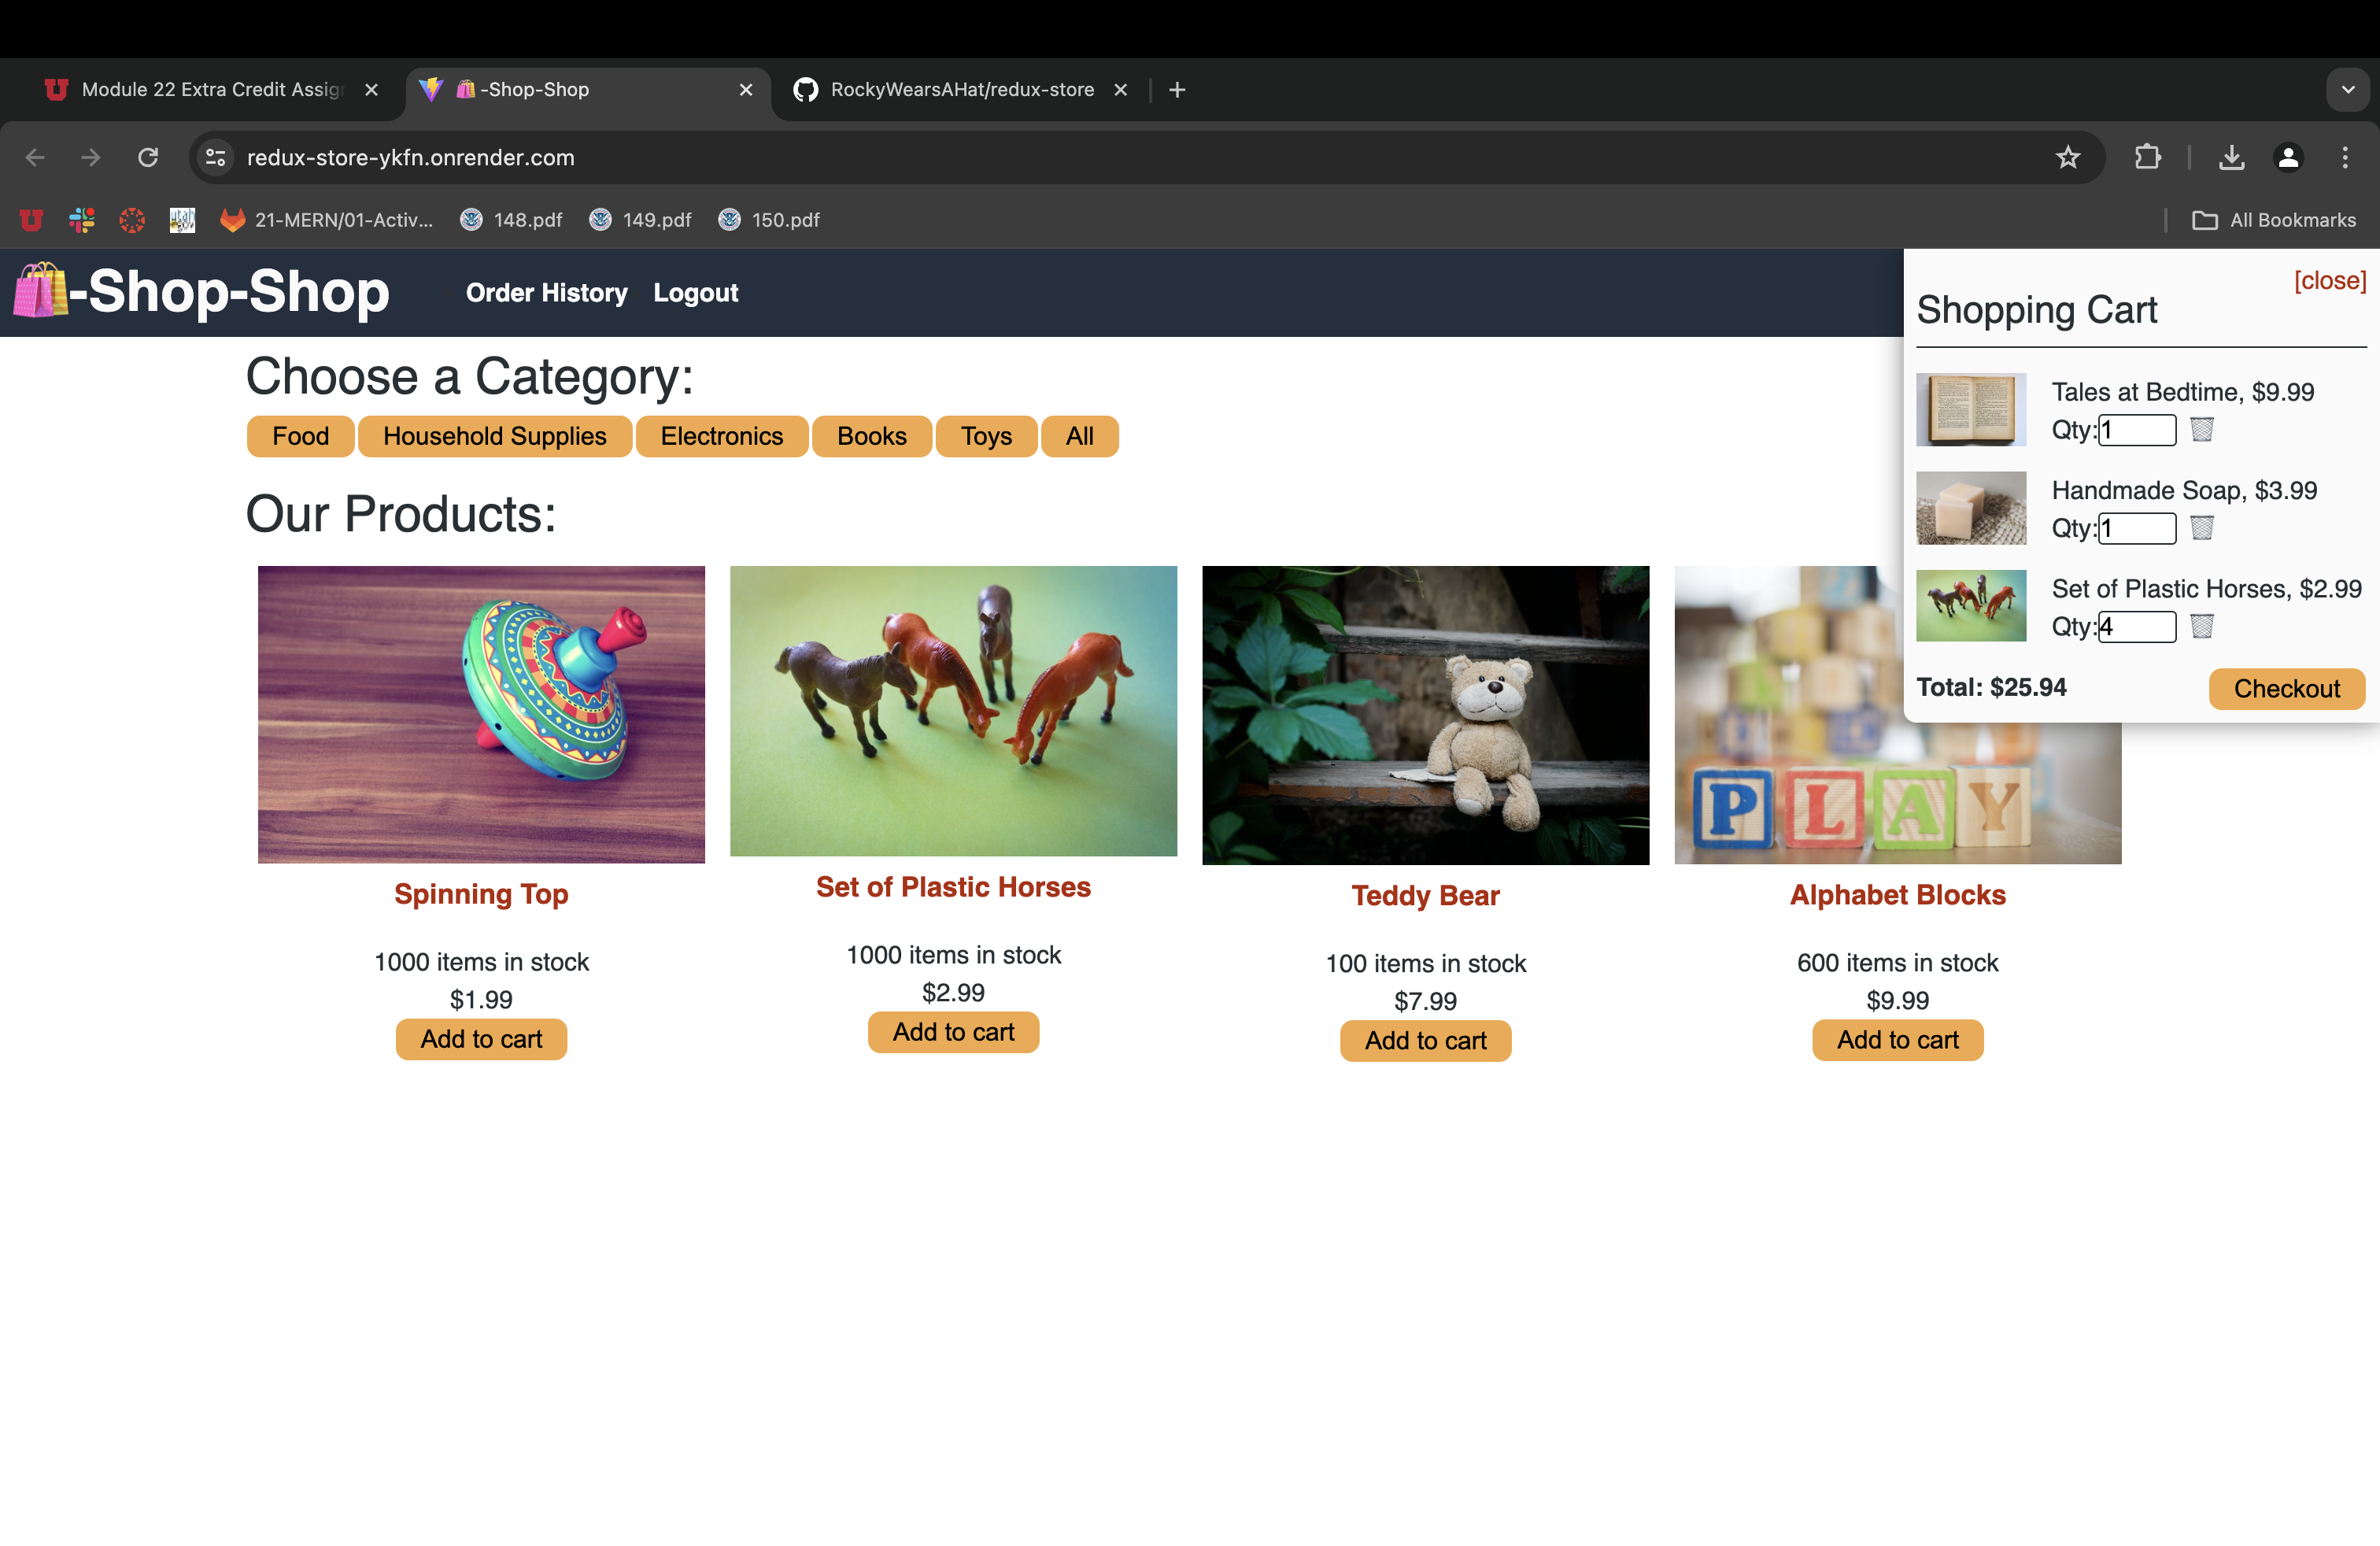 Module 22 Extra Credit Assig
🛍️-Shop-Shop
RockyWearsAHat/redux-store
redux-store-ykfn.onrender.com
21-MERN/01-Activ...
148.pdf
149.pdf
150.pdf
All Bookmarks
🛍️-Shop-Shop
Order History
Logout
[close]
Shopping Cart
Tales at Bedtime, $9.99
Qty:1
Handmade Soap, $3.99
Qty:1
Set of Plastic Horses, $2.99
Qty:4
Total: $25.94
Checkout
Choose a Category:
Food
Household Supplies
Electronics
Books
Toys
All
Our Products:
PLAY
Spinning Top
1000 items in stock
$1.99
Add to cart
Set of Plastic Horses
1000 items in stock
$2.99
Add to cart
Teddy Bear
100 items in stock
$7.99
Add to cart
Alphabet Blocks
600 items in stock
$9.99
Add to cart